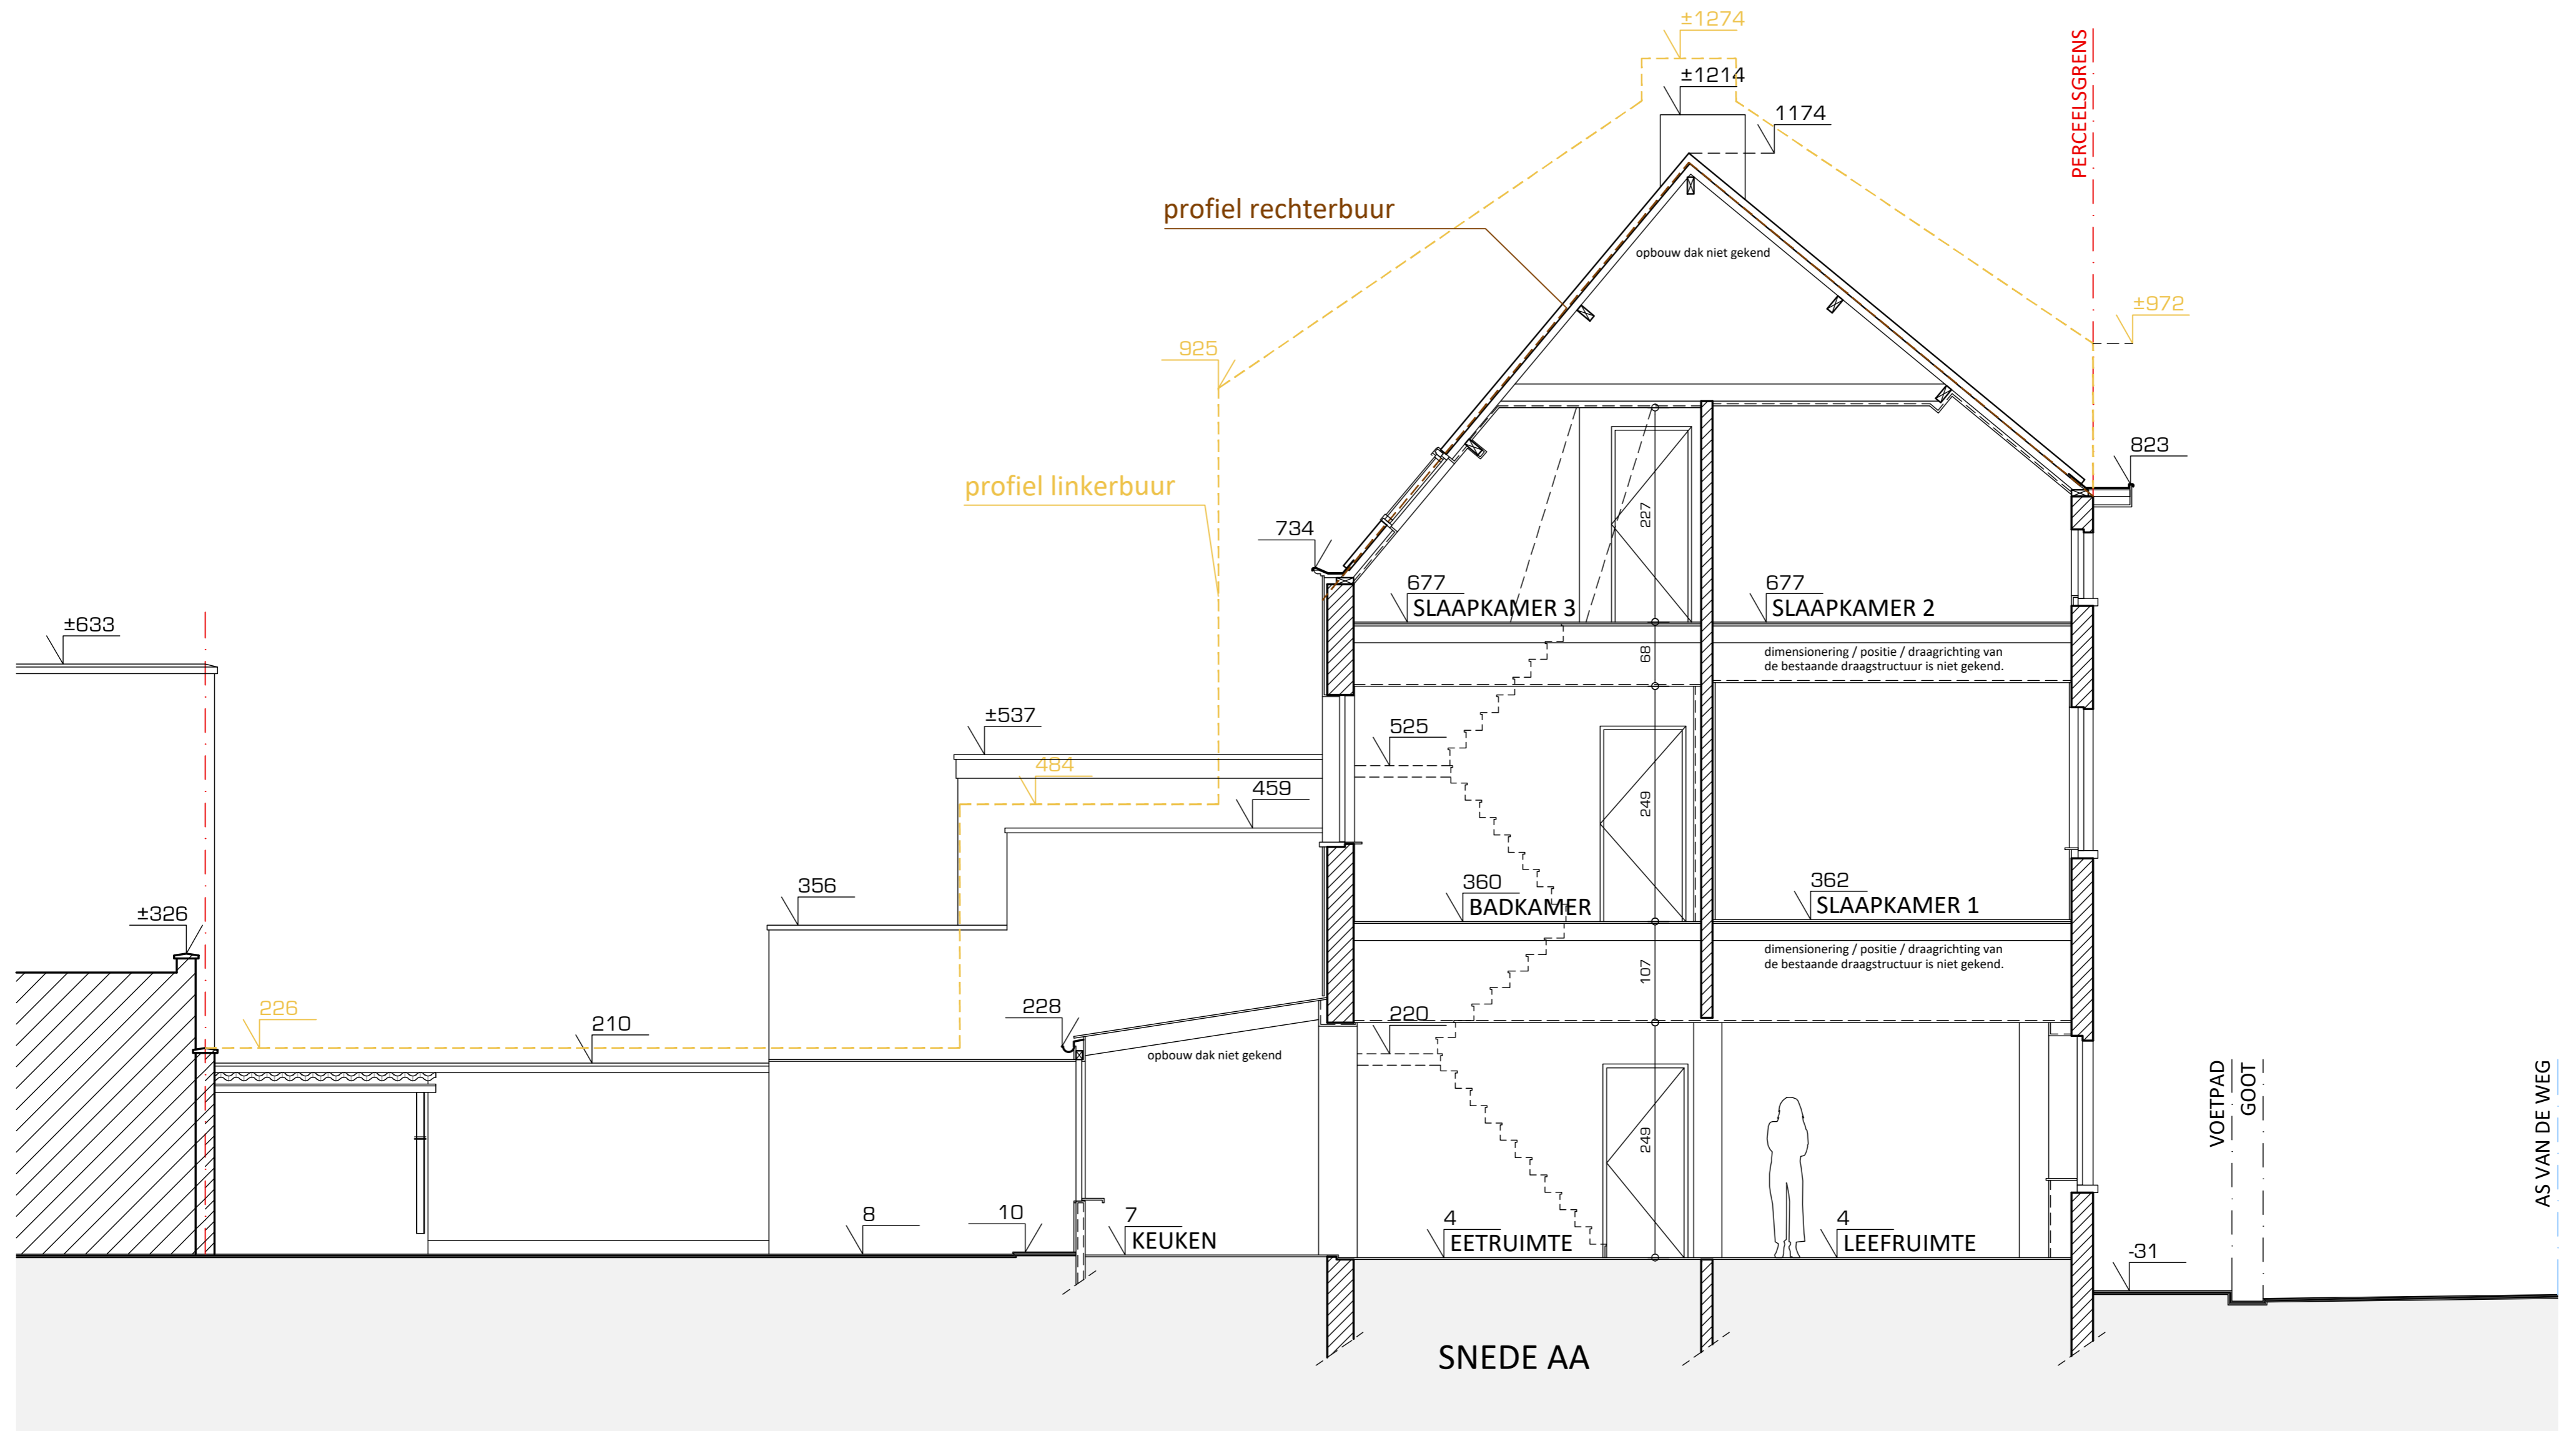 ±1274
±1214
1174
PERCEELSGRENS
profiel rechterbuur
opbouw dak niet gekend
±972
925
823
profiel linkerbuur
734
227
677
SLAAPKAMER 3
677
SLAAPKAMER 2
±633
68
dimensionering / positie / draagrichting van
de bestaande draagstructuur is niet gekend.
±537
525
484
459
249
356
360
BADKAMER
362
SLAAPKAMER 1
±326
dimensionering / positie / draagrichting van
de bestaande draagstructuur is niet gekend.
107
226
210
228
220
opbouw dak niet gekend
VOETPAD
GOOT
AS VAN DE WEG
249
8
10
7
KEUKEN
4
EETRUIMTE
4
LEEFRUIMTE
-31
SNEDE AA